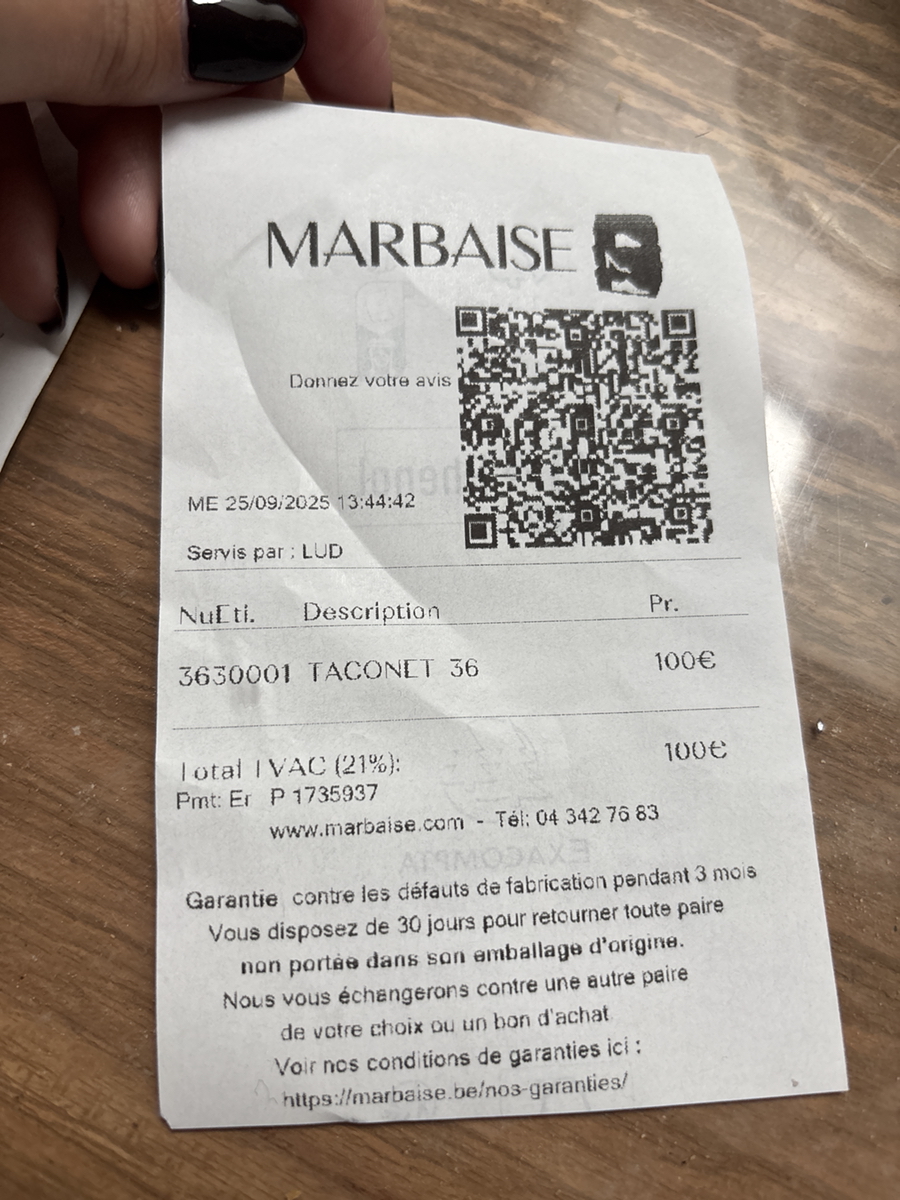 MARBAISE
Donnez votre avis
ME 25/09/2025 13:44:42
Servis par : LUD
NuEti. Description Pr.
3630001 TACONET 36 100€
Total TVAC (21%): 100€
Pmt: Er P 1735937
www.marbaise.com - Tél: 04 342 76 83
EXACOMPTA
Garantie contre les défauts de fabrication pendant 3 mois
Vous disposez de 30 jours pour retourner toute paire
non portée dans son emballage d'origine.
Nous vous échangerons contre une autre paire
de votre choix ou un bon d'achat
Voir nos conditions de garanties ici :
https://marbaise.be/nos-garanties/